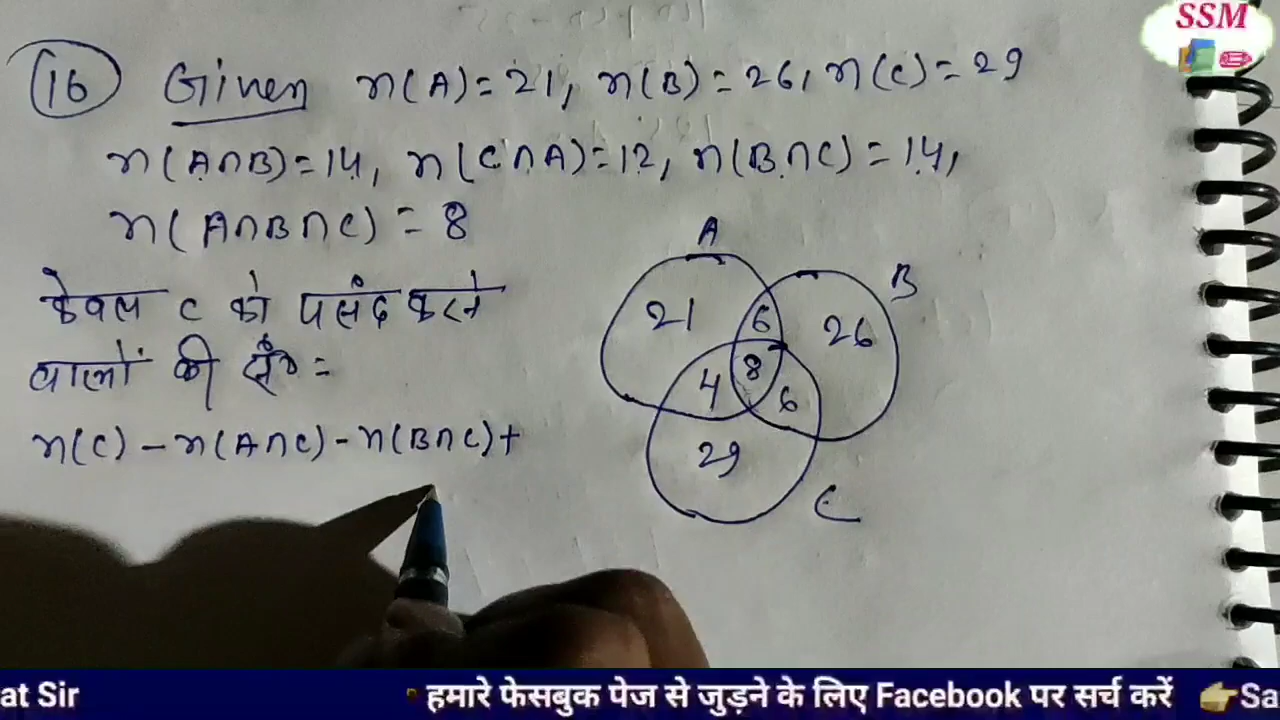 SSM
16 Given n(A)=21, n(B)=26, n(C)=29
n(A∩B)=14, n(C∩A)=12, n(B∩C)=14,
n(A∩B∩C)=8
केवल C को पसंद करने
वालों की सं० =
n(C) - n(A∩C) - n(B∩C) +
A
B
21
6
26
8
4
6
29
C
at Sir
हमारे फेसबुक पेज से जुड़ने के लिए Facebook पर सर्च करें
Sa